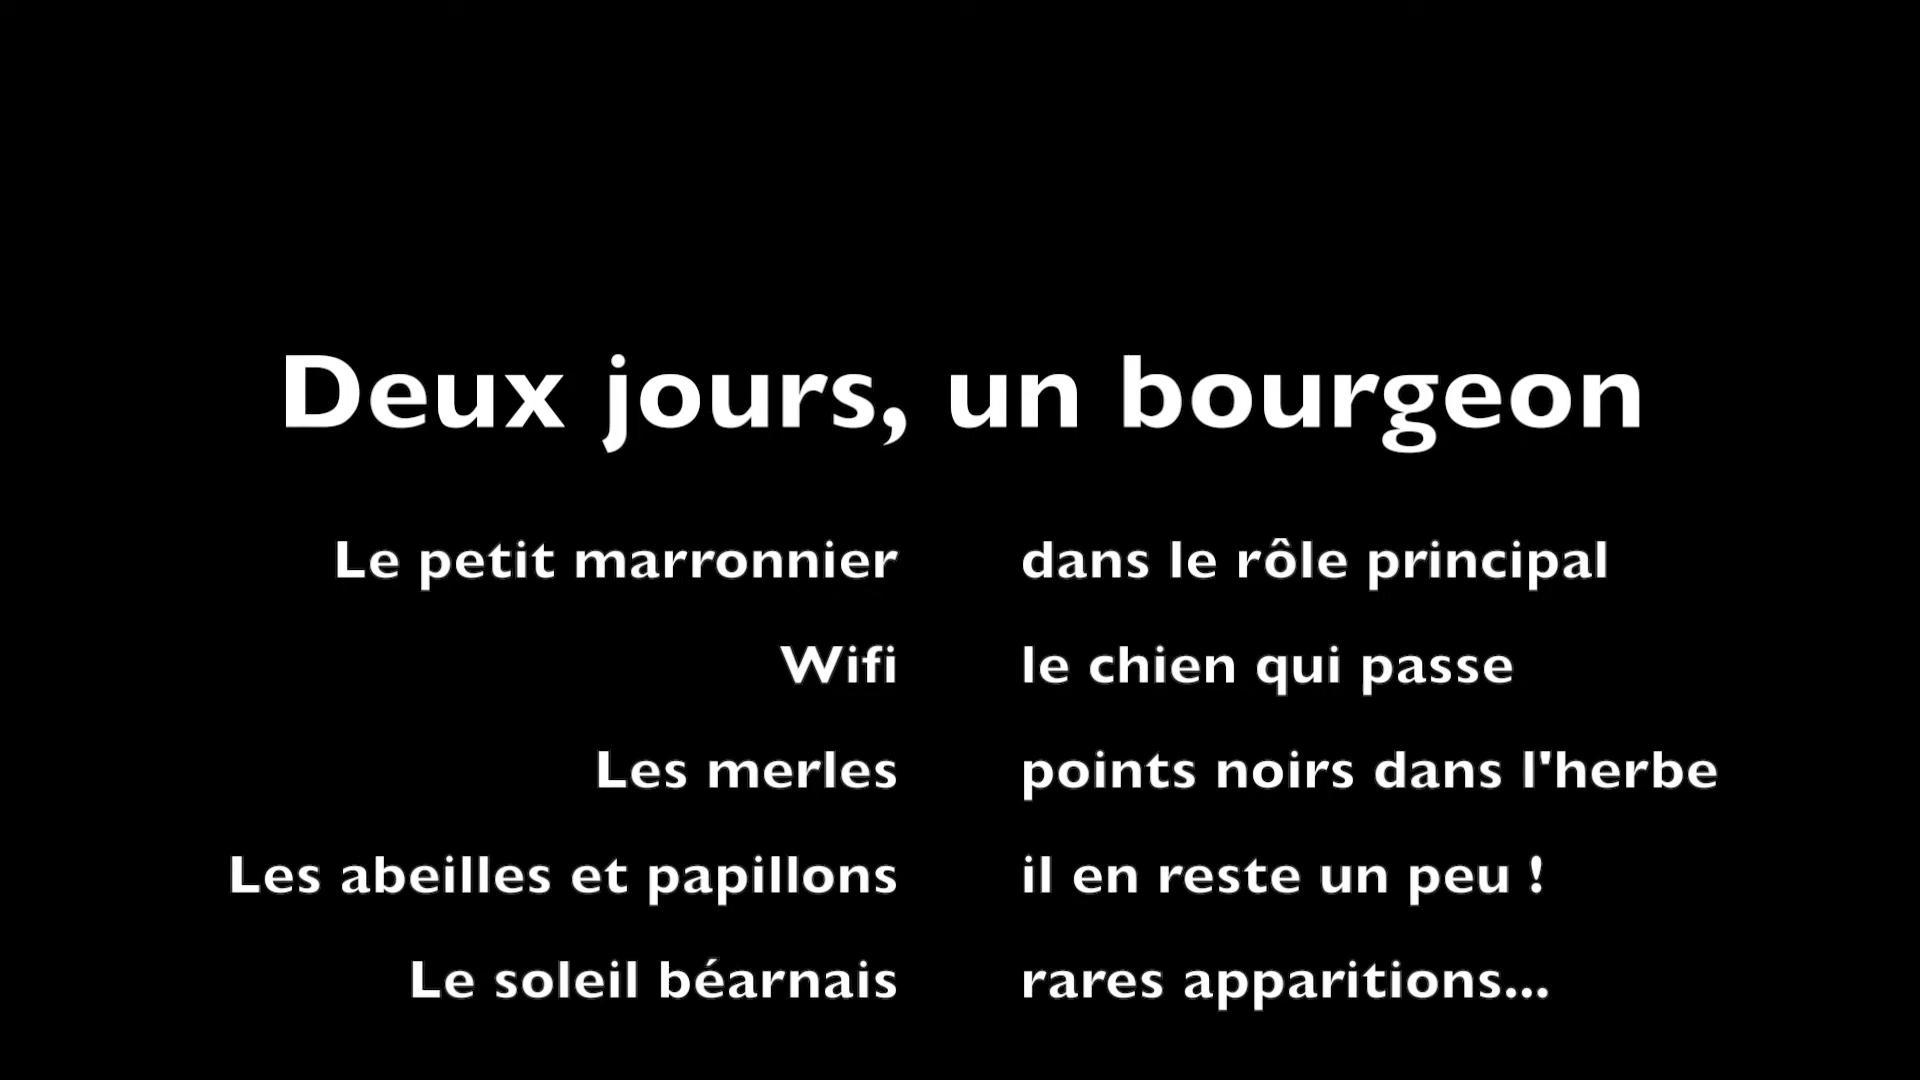 Deux jours, un bourgeon
Le petit marronnier dans le rôle principal
Wifi le chien qui passe
Les merles points noirs dans l'herbe
Les abeilles et papillons il en reste un peu !
Le soleil béarnais rares apparitions...